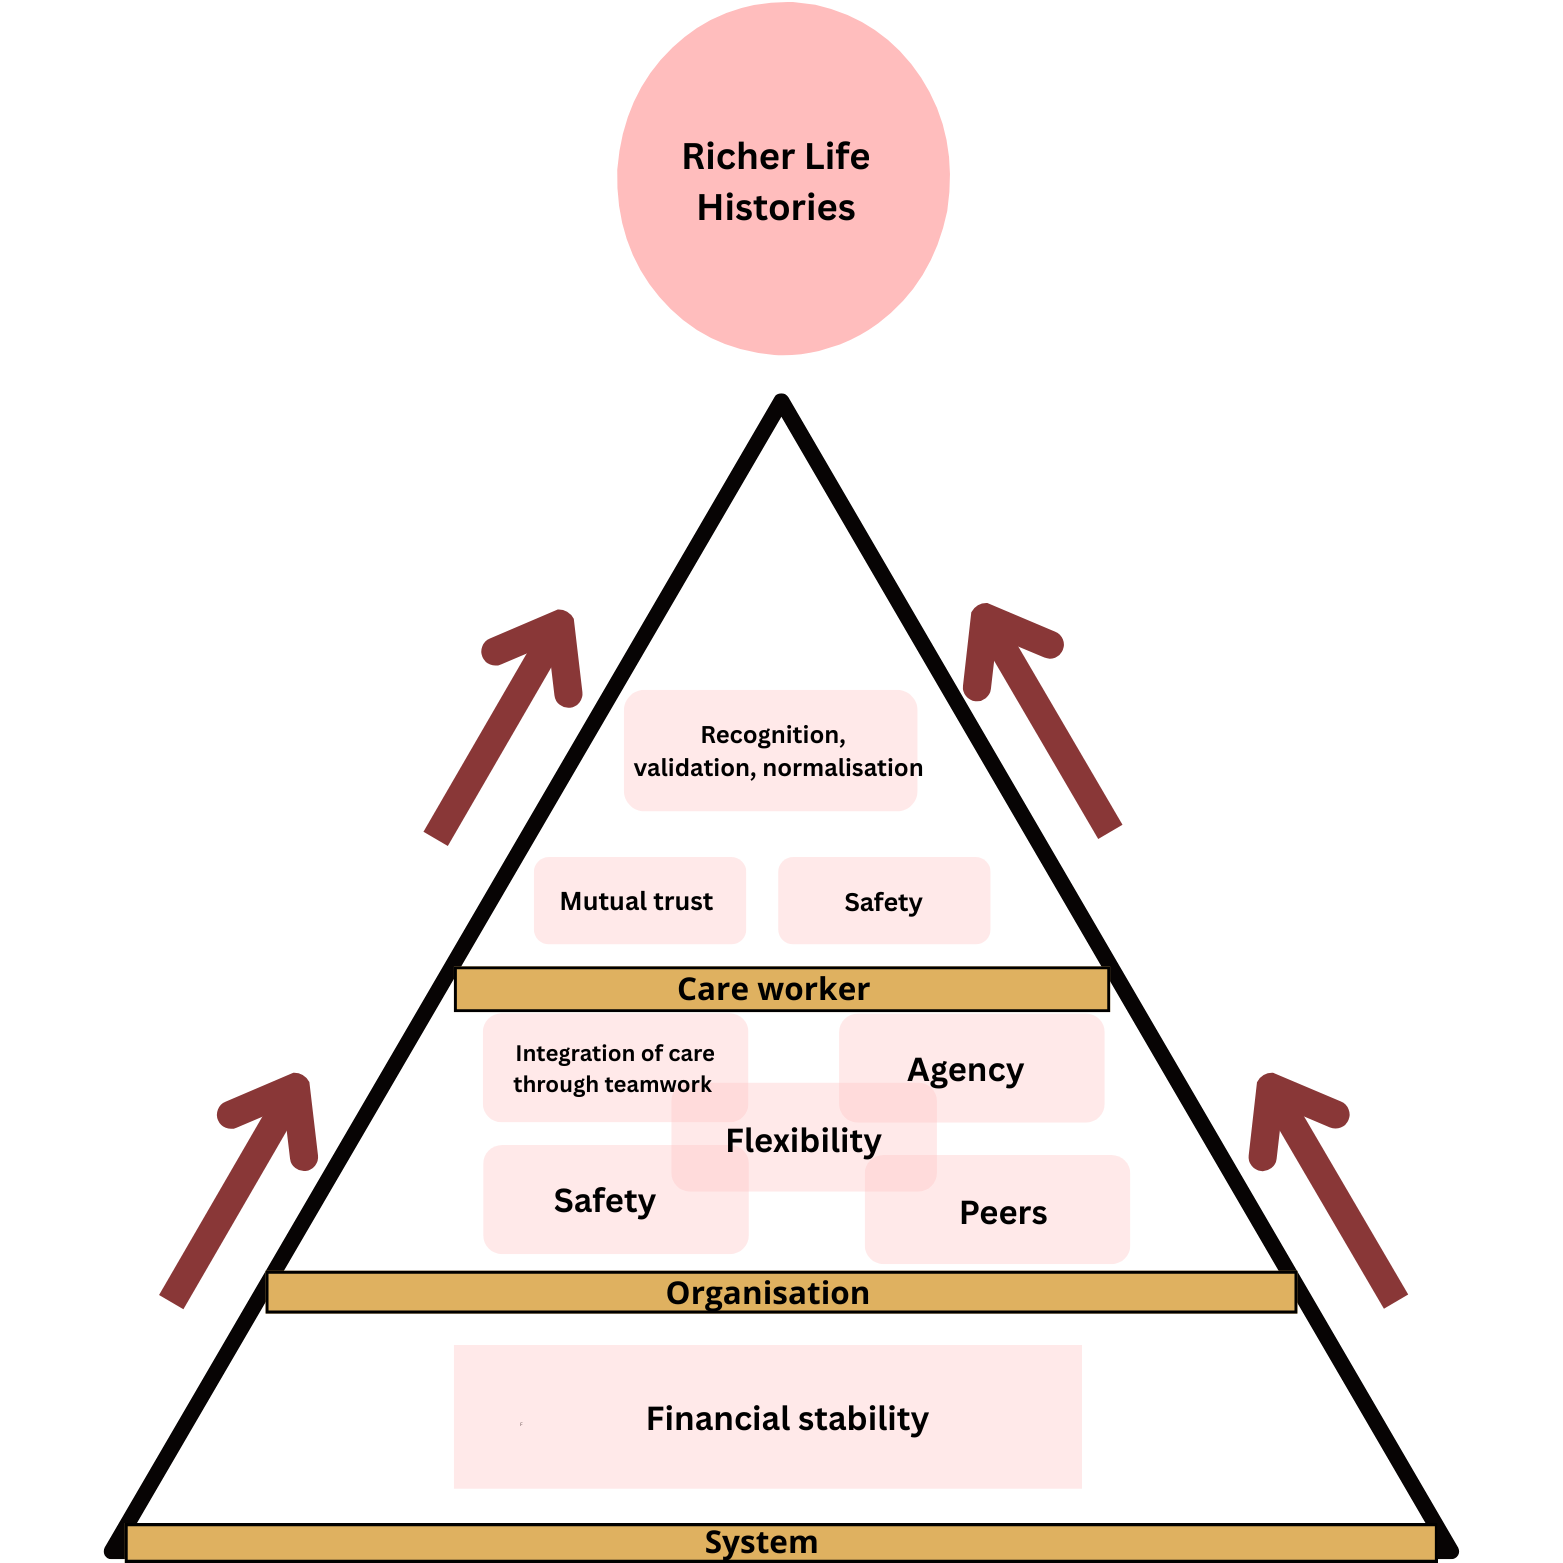 Richer Life
Histories
Recognition,
validation, normalisation
Mutual trust
Safety
Care worker
Integration of care
through teamwork
Agency
Flexibility
Safety
Peers
Organisation
Financial stability
System